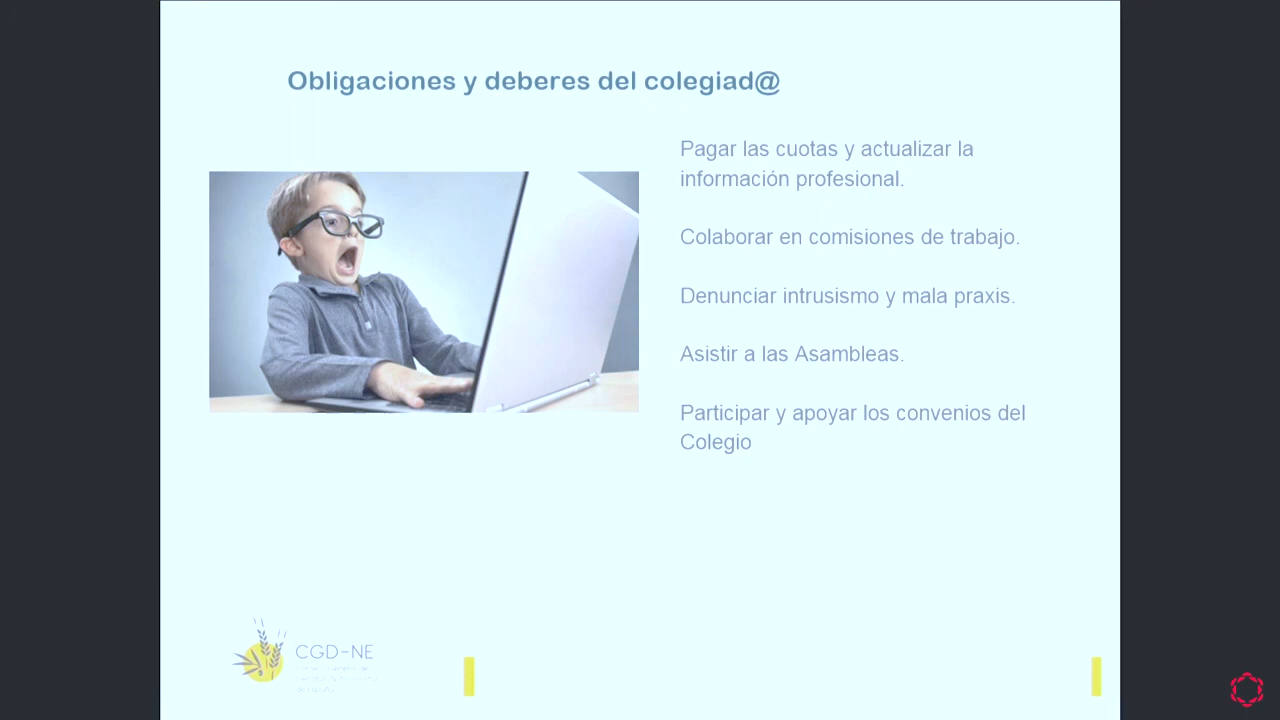 Obligaciones y deberes del colegiad@
Pagar las cuotas y actualizar la
información profesional.
Colaborar en comisiones de trabajo.
Denunciar intrusismo y mala praxis.
Asistir a las Asambleas.
Participar y apoyar los convenios del
Colegio
CGD-NE